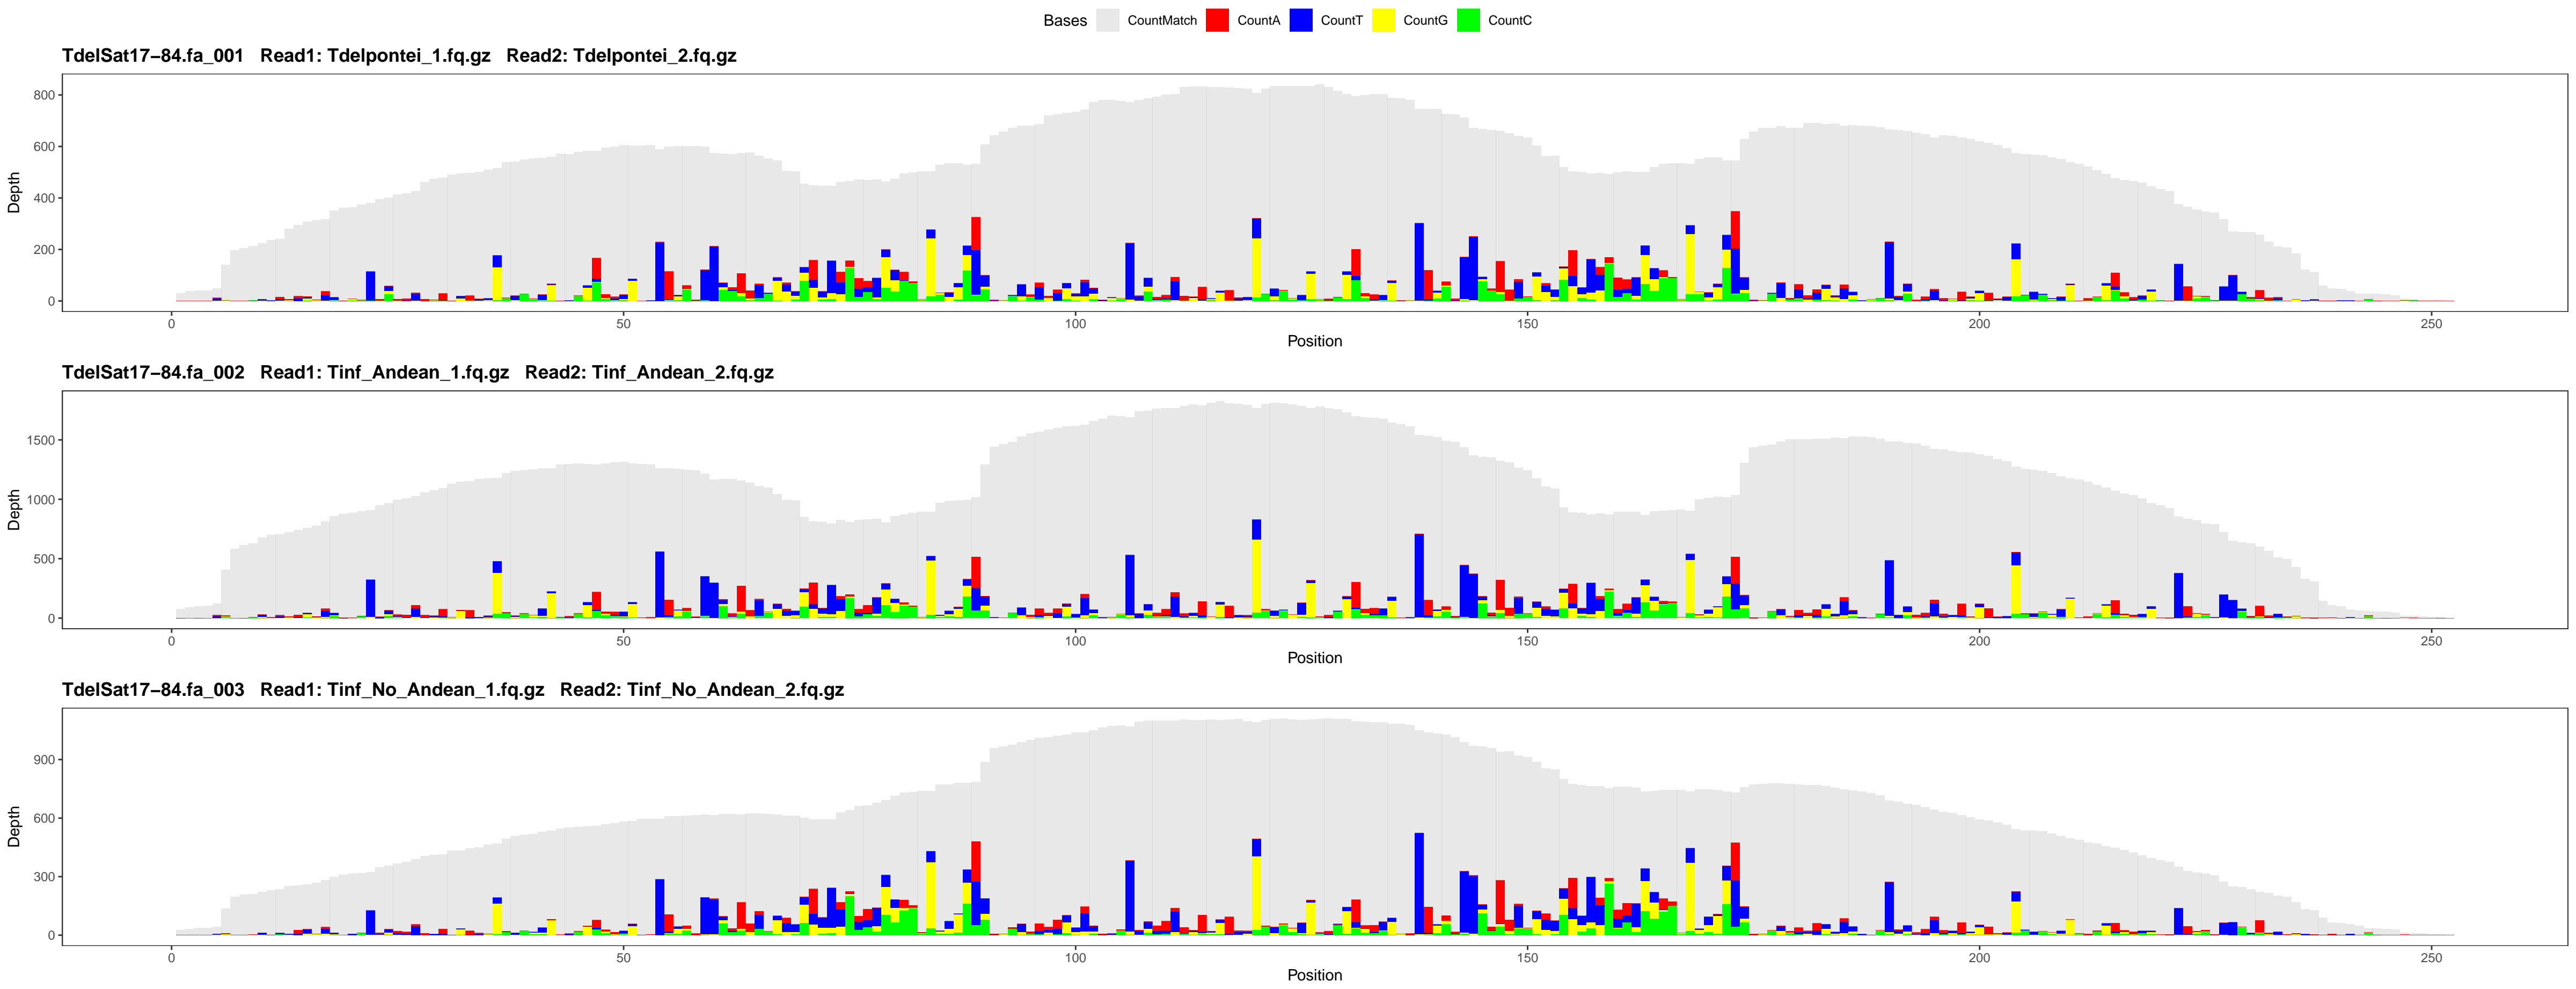 Bases CountMatch CountA CountT CountG CountC
TdelSat17−84.fa_001 Read1: Tdelpontei_1.fq.gz Read2: Tdelpontei_2.fq.gz
Depth
800
600
400
200
0
0 50 100 150 200 250
Position
TdelSat17−84.fa_002 Read1: Tinf_Andean_1.fq.gz Read2: Tinf_Andean_2.fq.gz
Depth
1500
1000
500
0
0 50 100 150 200 250
Position
TdelSat17−84.fa_003 Read1: Tinf_No_Andean_1.fq.gz Read2: Tinf_No_Andean_2.fq.gz
Depth
900
600
300
0
0 50 100 150 200 250
Position